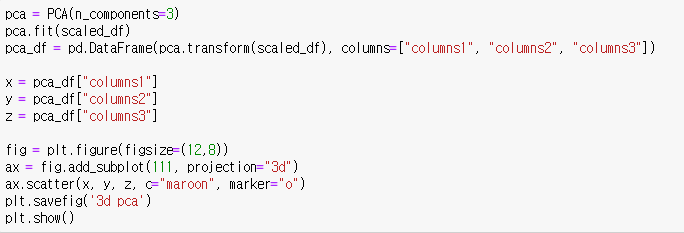 pca = PCA(n_components=3)
pca.fit(scaled_df)
pca_df = pd.DataFrame(pca.transform(scaled_df), columns=["columns1", "columns2", "columns3"])
x = pca_df["columns1"]
y = pca_df["columns2"]
z = pca_df["columns3"]
fig = plt.figure(figsize=(12,8))
ax = fig.add_subplot(111, projection="3d")
ax.scatter(x, y, z, c="maroon", marker="o")
plt.savefig('3d pca')
plt.show()